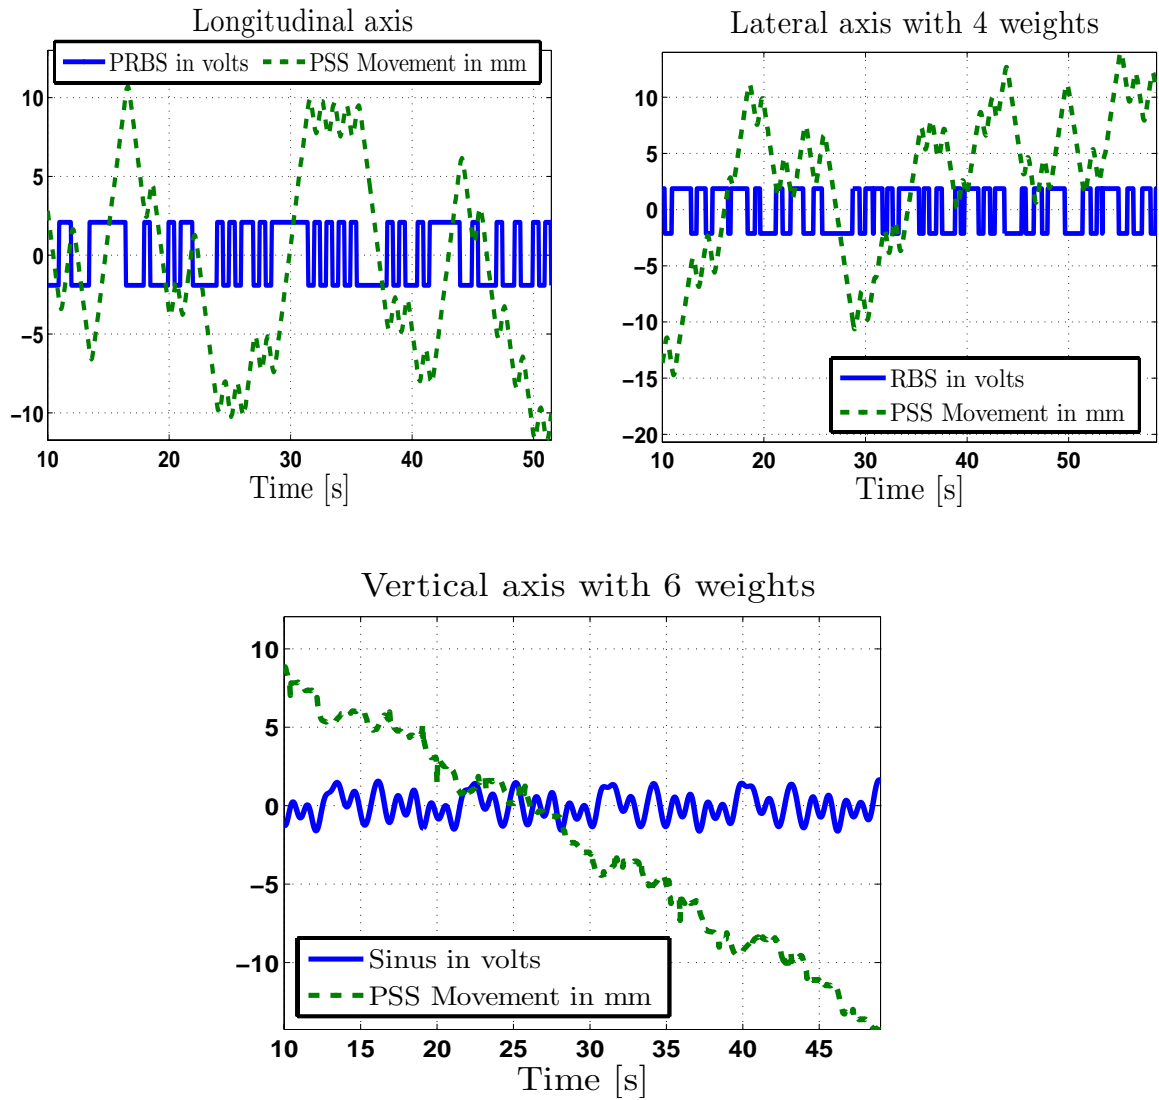 Longitudinal axis
PRBS in volts PSS Movement in mm
10
5
0
−5
−10
10 20 30 40 50
Time [s]
Lateral axis with 4 weights
10
5
0
−5
−10
−15
−20
RBS in volts
PSS Movement in mm
10 20 30 40 50
Time [s]
Vertical axis with 6 weights
10
5
0
−5
−10
Sinus in volts
PSS Movement in mm
10 15 20 25 30 35 40 45
Time [s]